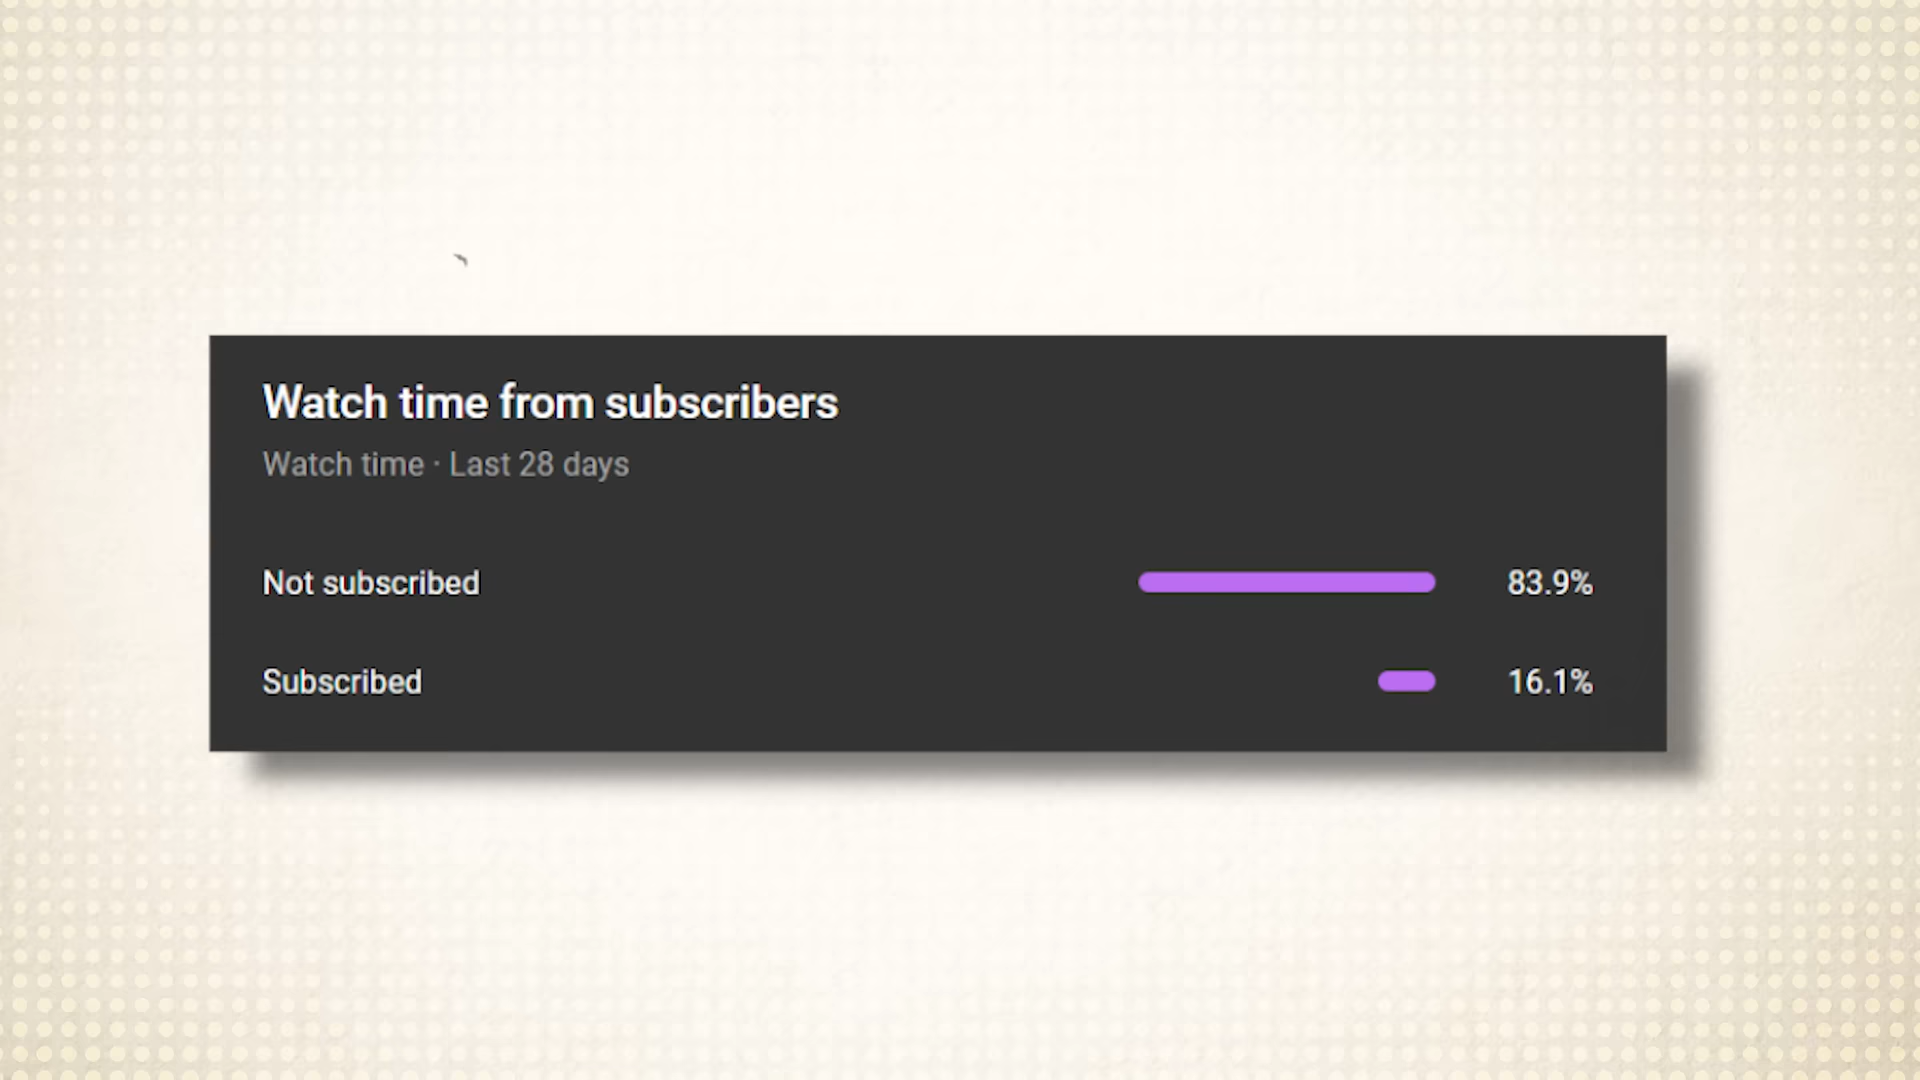 Watch time from subscribers
Watch time · Last 28 days
Not subscribed 83.9%
Subscribed 16.1%